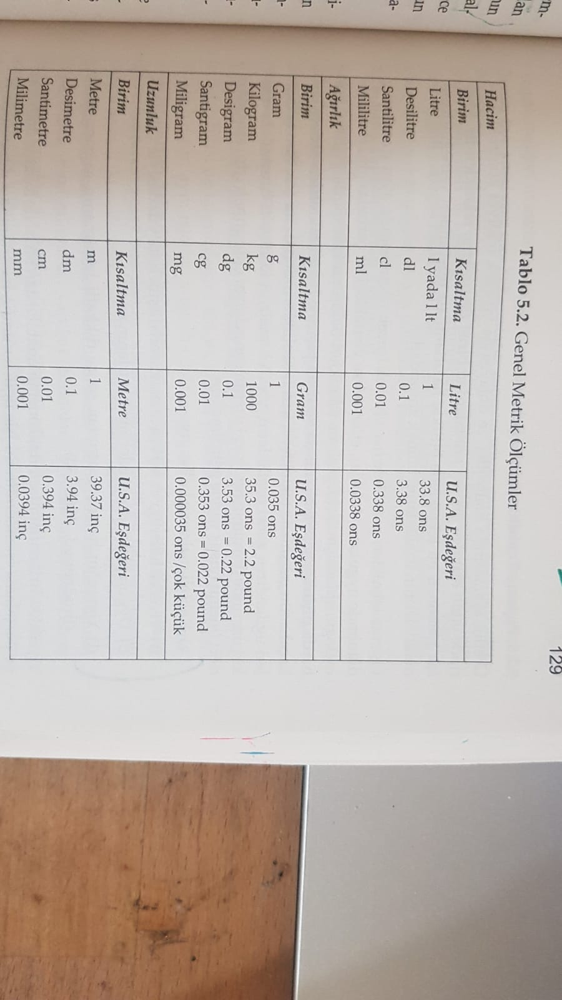 129
Tablo 5.2. Genel Metrik Ölçümler
Hacim
Birim Kısaltma Litre U.S.A. Eşdeğeri
Litre l yada l lt 1 33.8 ons
Desilitre dl 0.1 3.38 ons
Santilitre cl 0.01 0.338 ons
Mililitre ml 0.001 0.0338 ons
Ağırlık
Birim Kısaltma Gram U.S.A. Eşdeğeri
Gram g 1 0.035 ons
Kilogram kg 1000 35.3 ons = 2.2 pound
Desigram dg 0.1 3.53 ons = 0.22 pound
Santigram cg 0.01 0.353 ons = 0.022 pound
Miligram mg 0.001 0.000035 ons /çok küçük
Uzunluk
Birim Kısaltma Metre U.S.A. Eşdeğeri
Metre m 1 39.37 inç
Desimetre dm 0.1 3.94 inç
Santimetre cm 0.01 0.394 inç
Milimetre mm 0.001 0.0394 inç